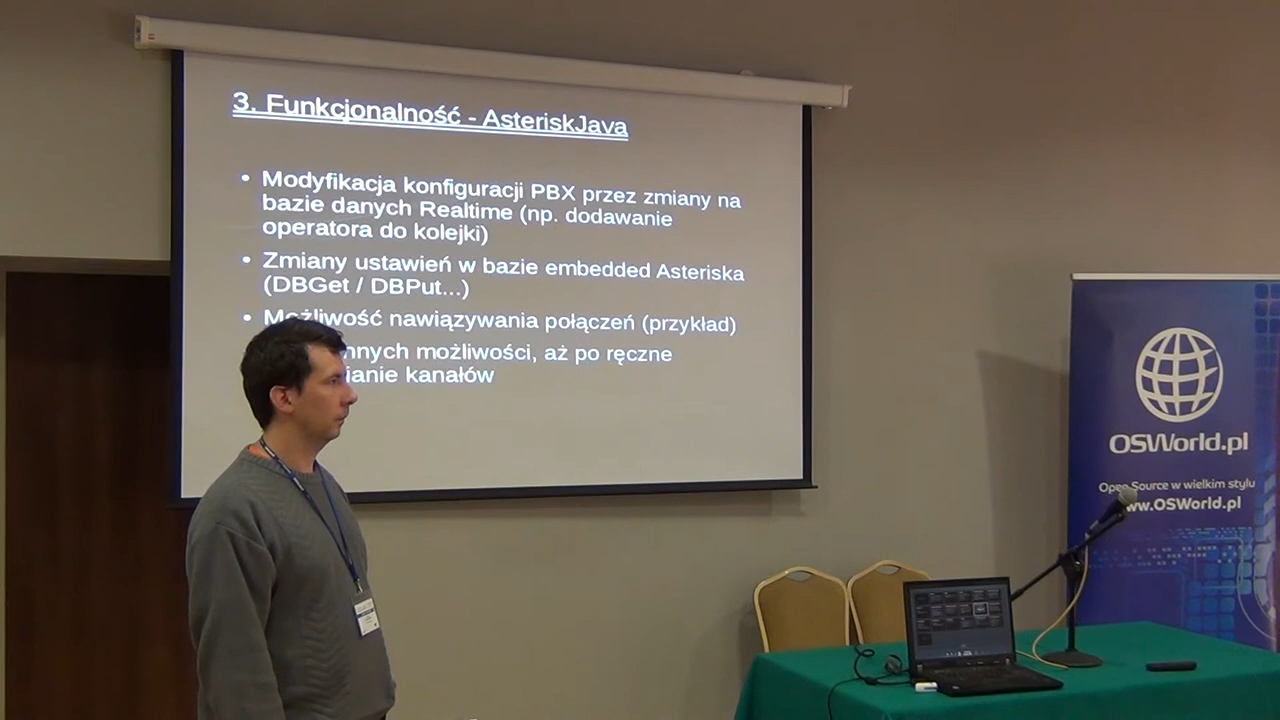 3. Funkcjonalność - AsteriskJava
• Modyfikacja konfiguracji PBX przez zmiany na
bazie danych Realtime (np. dodawanie
operatora do kolejki)
• Zmiany ustawień w bazie embedded Asteriska
(DBGet / DBPut...)
• Możliwość nawiązywania połączeń (przykład)
możliwości, aż po ręczne
kanałów
OSWorld.pl
Open Source w wielkim stylu
www.OSWorld.pl